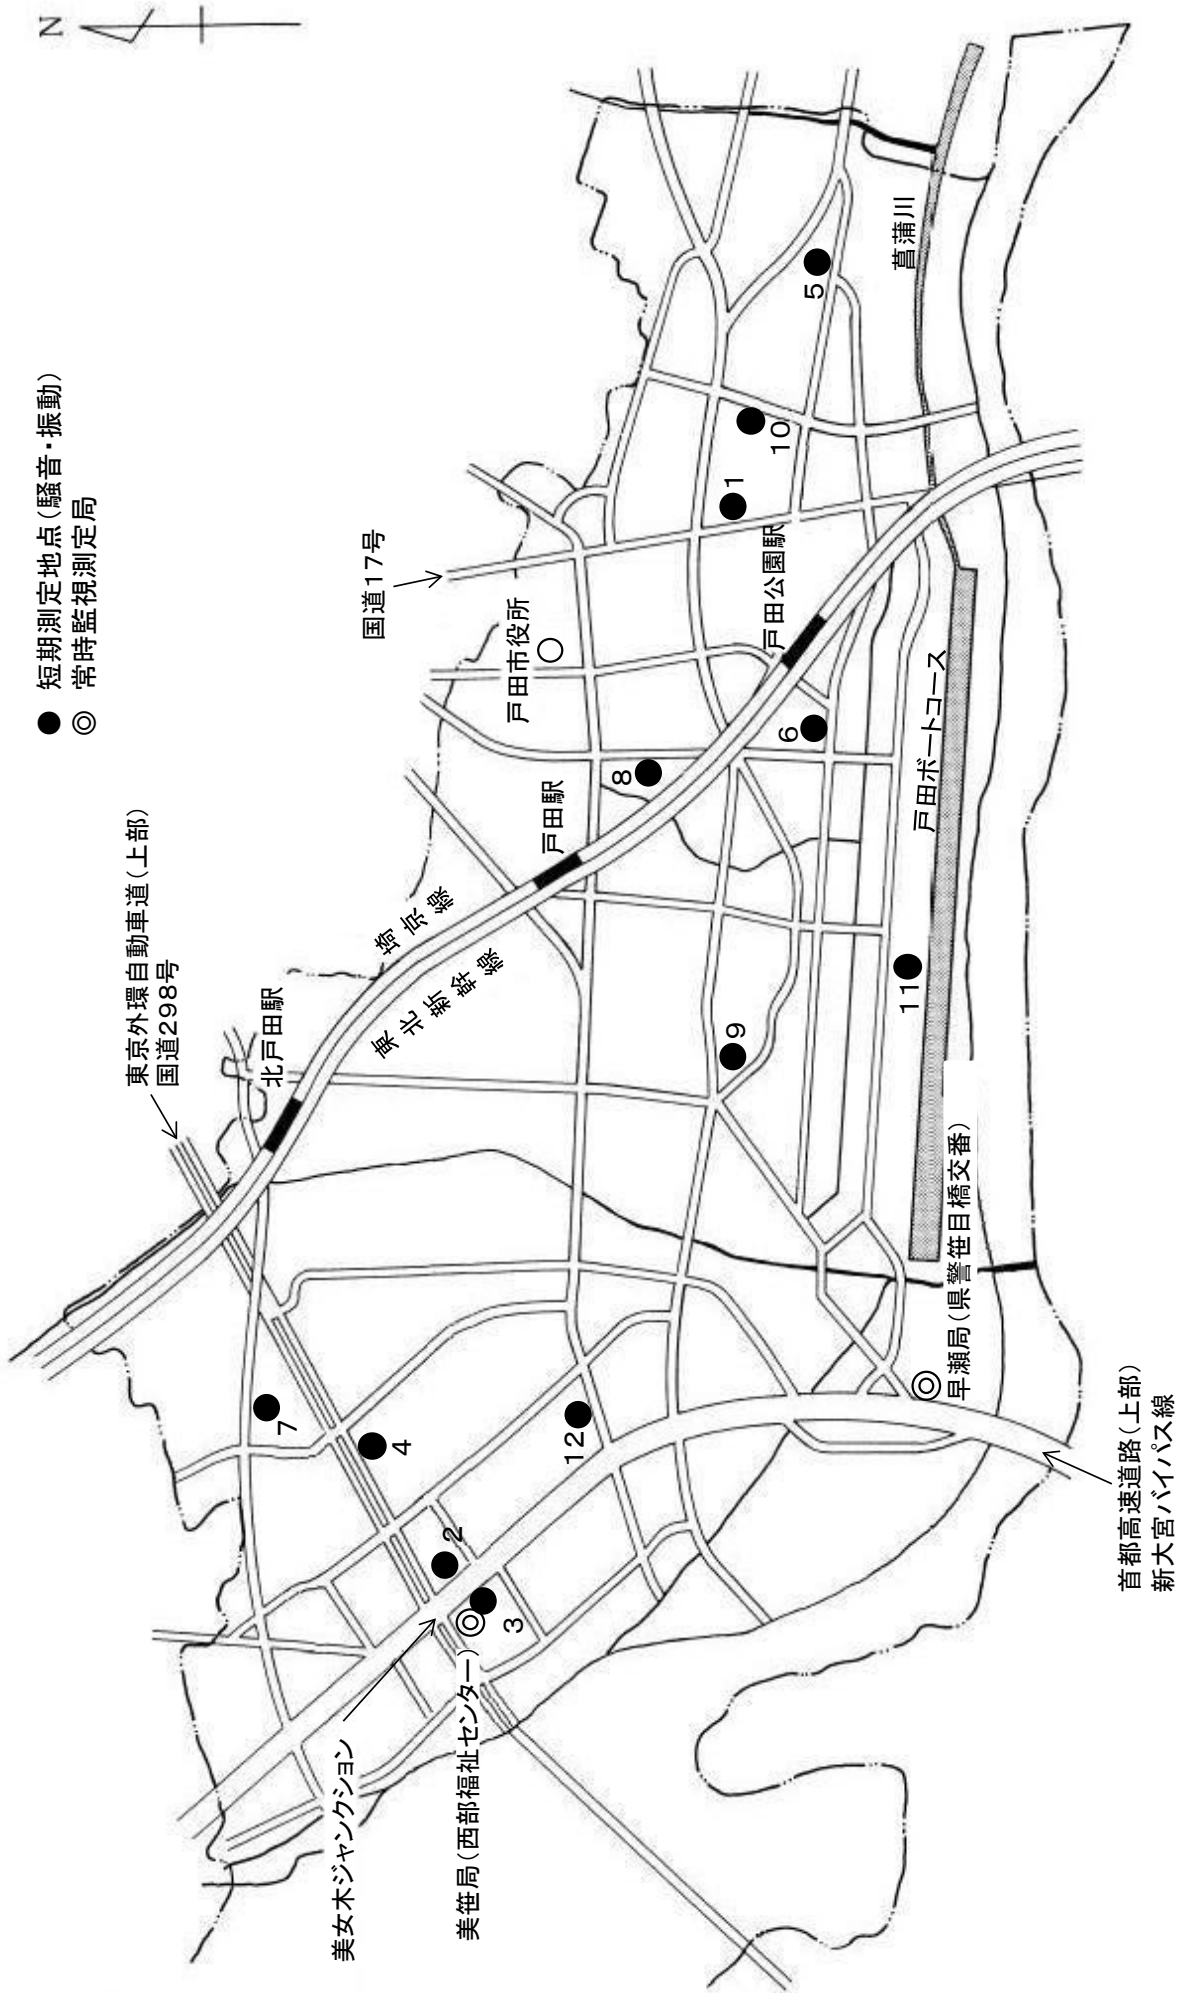 N
● 短期測定地点(騒音・振動)
◎ 常時監視測定局
東京外環自動車道(上部)
国道298号
国道17号
北戸田駅
埼京線
東北新幹線
戸田駅
戸田市役所
戸田公園駅
菖蒲川
戸田ボートコース
美女木ジャンクション
美笹局(西部福祉センター)
早瀬局(県警笹目橋交番)
首都高速道路(上部)
新大宮バイパス線
7
4
2
3
12
9
8
6
11
1
10
5